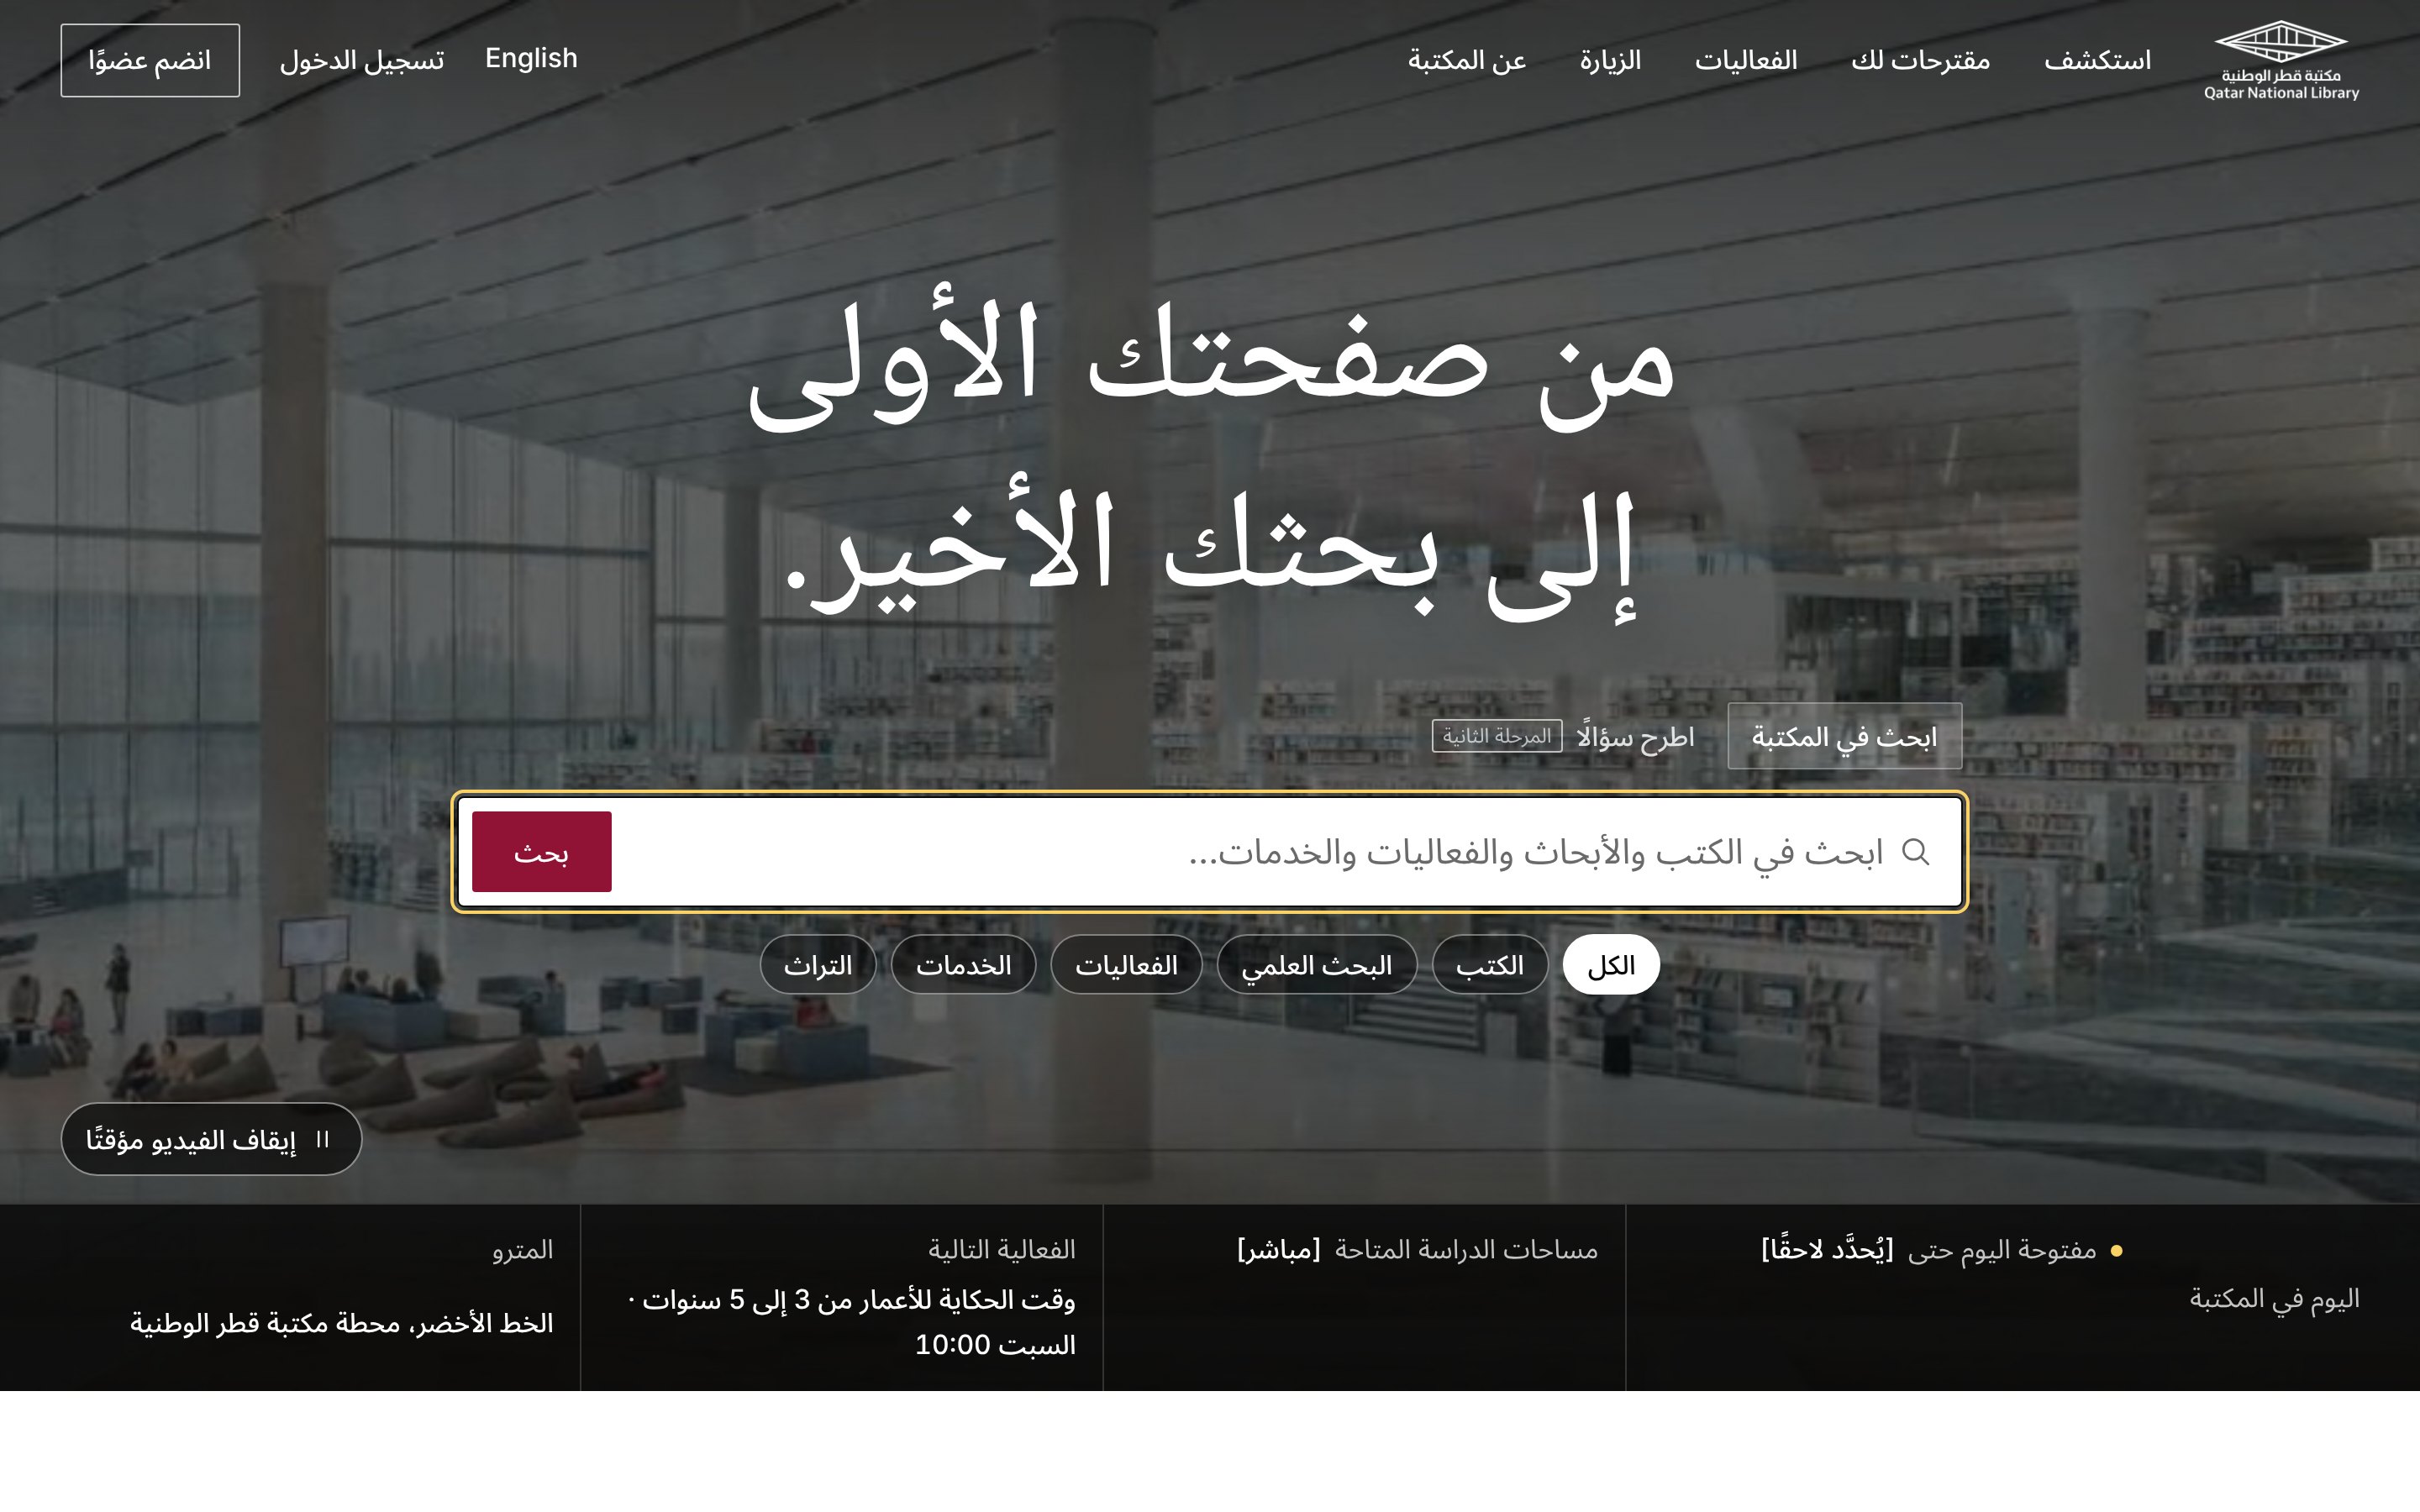 مكتبة قطر الوطنية
Qatar National Library
استكشف
مقترحات لك
الفعاليات
الزيارة
عن المكتبة
English
تسجيل الدخول
انضم عضوًا
من صفحتك الأولى
إلى بحثك الأخير.
ابحث في المكتبة
اطرح سؤالًا
المرحلة الثانية
ابحث في الكتب والأبحاث والفعاليات والخدمات...
بحث
الكل
الكتب
البحث العلمي
الفعاليات
الخدمات
التراث
إيقاف الفيديو مؤقتًا
اليوم في المكتبة
مفتوحة اليوم حتى [يُحدَّد لاحقًا]
مساحات الدراسة المتاحة [مباشر]
الفعالية التالية
وقت الحكاية للأعمار من 3 إلى 5 سنوات ·
السبت 10:00
المترو
الخط الأخضر، محطة مكتبة قطر الوطنية